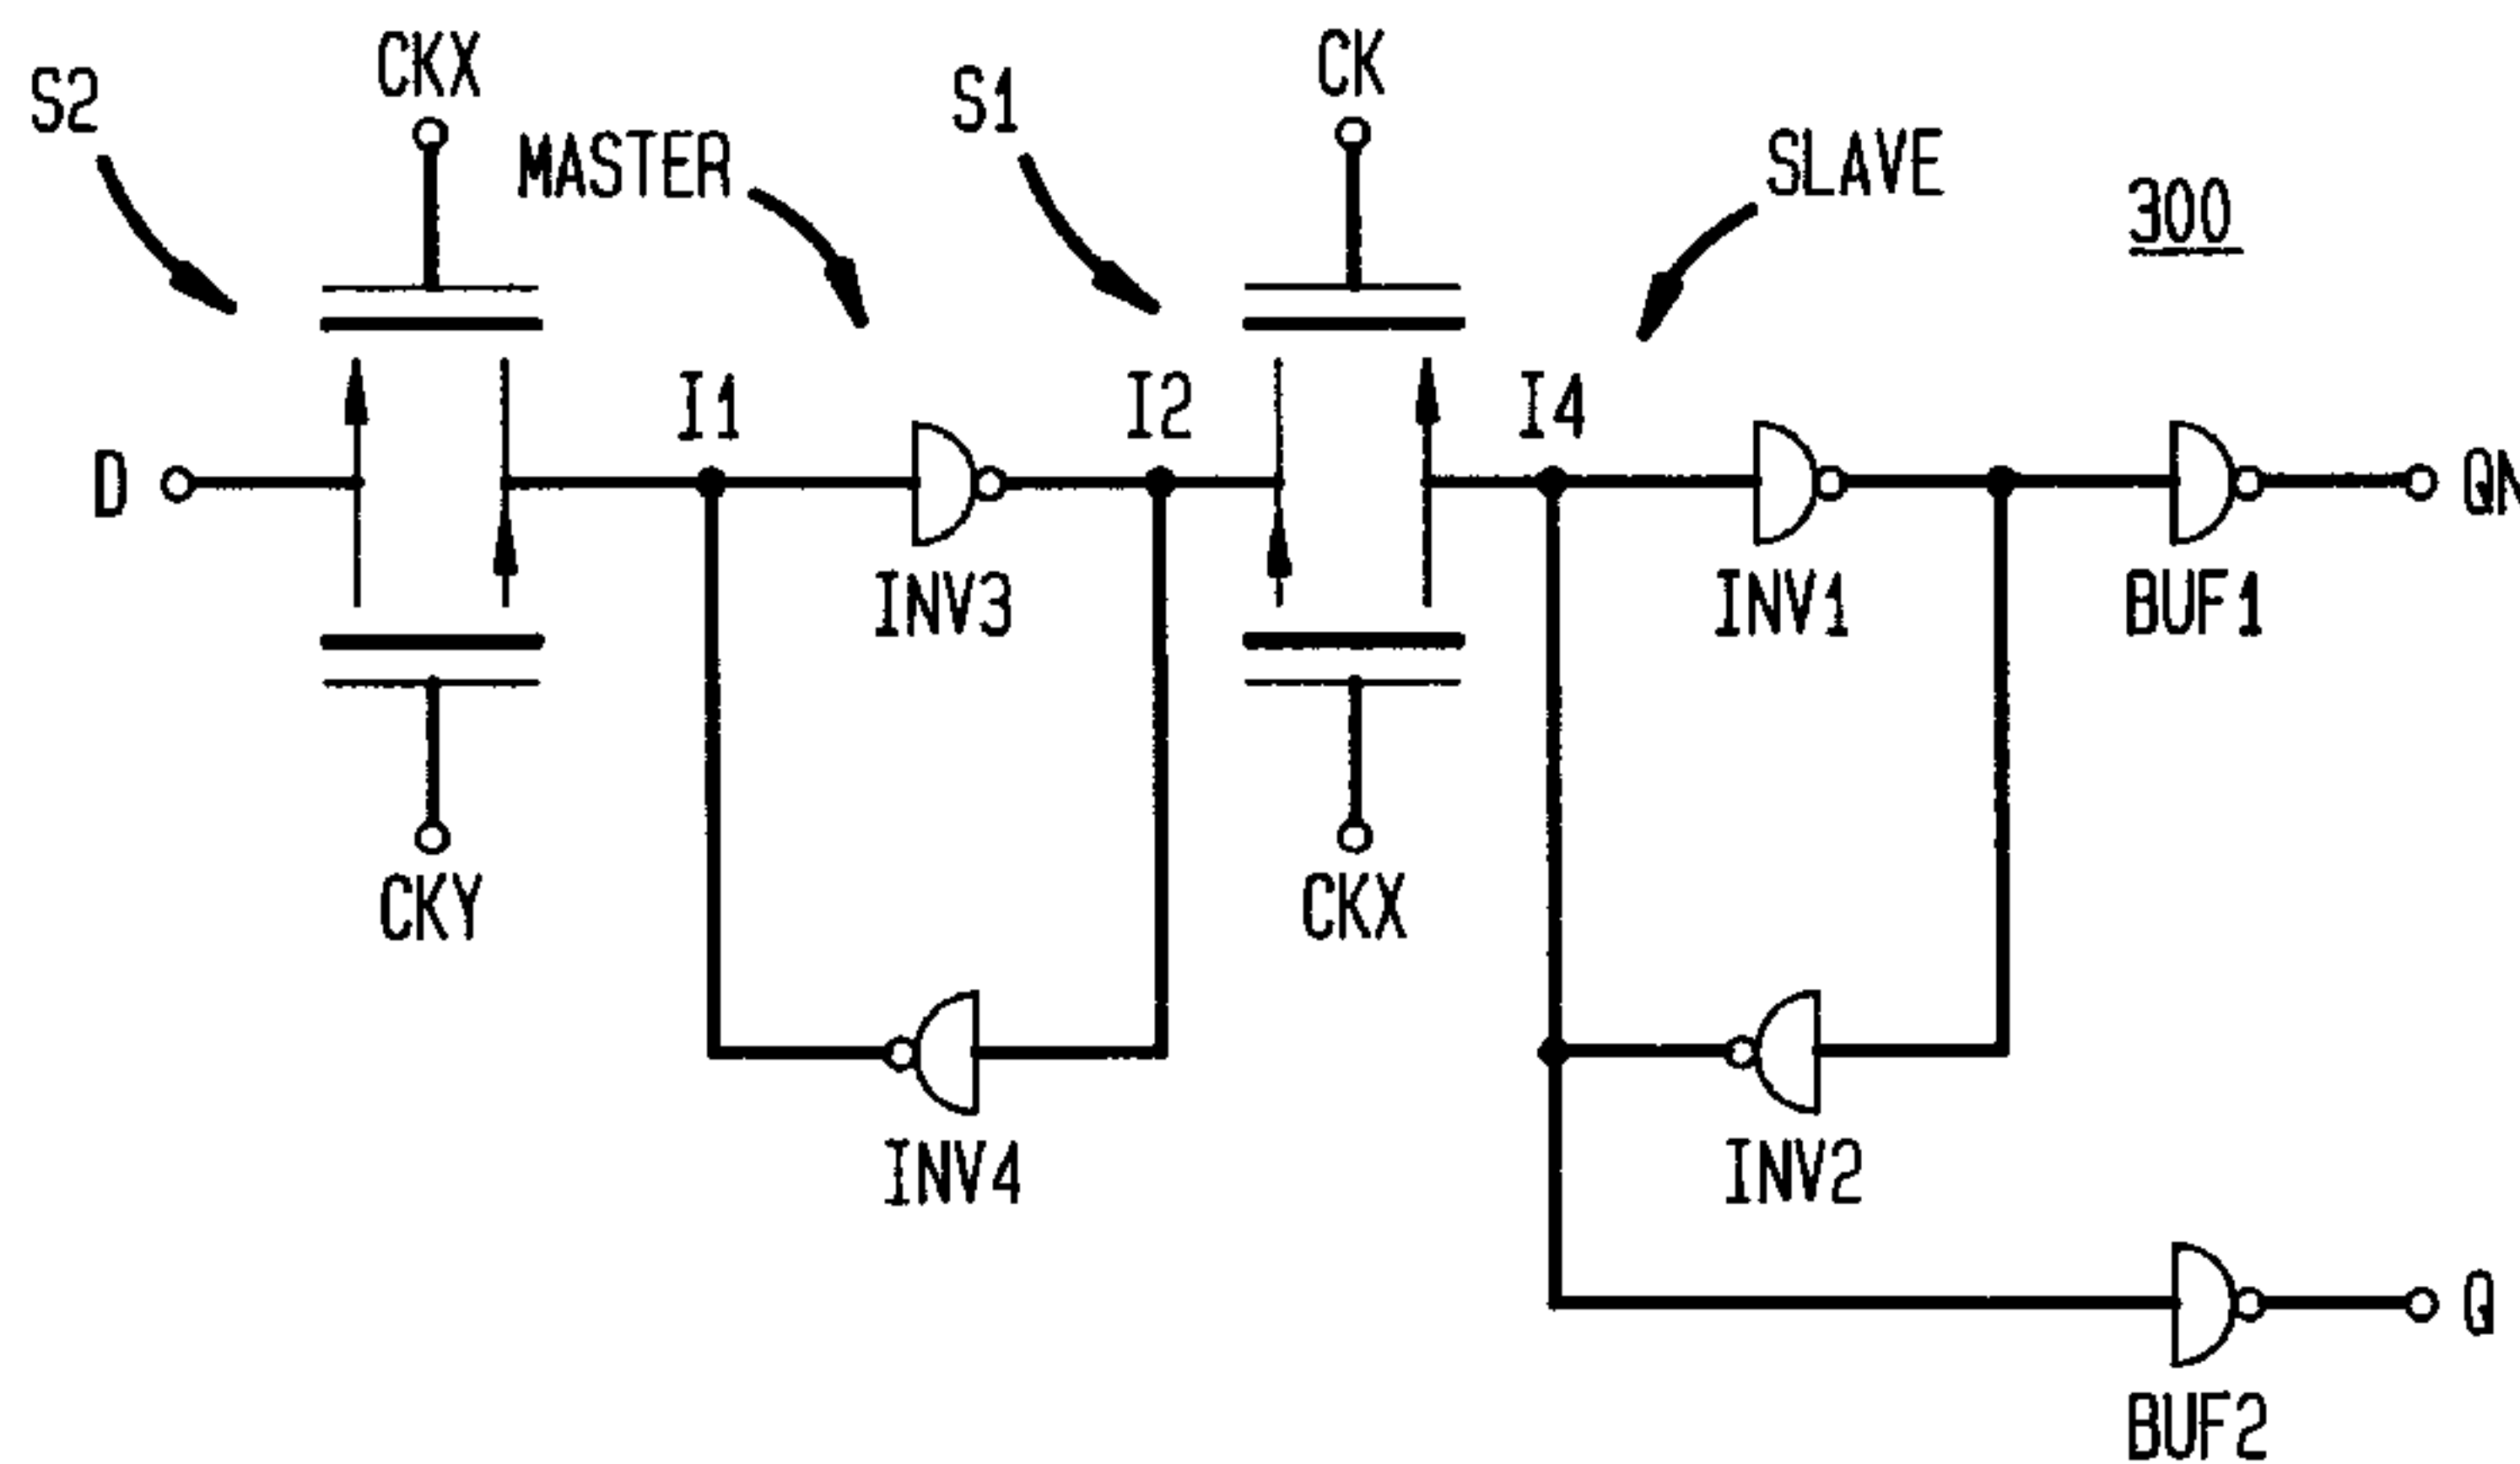 S2
CKX
MASTER
S1
CK
SLAVE
300
I1
I2
I4
D
INV3
INV1
BUF1
CKY
CKX
INV4
INV2
Q
BUF2